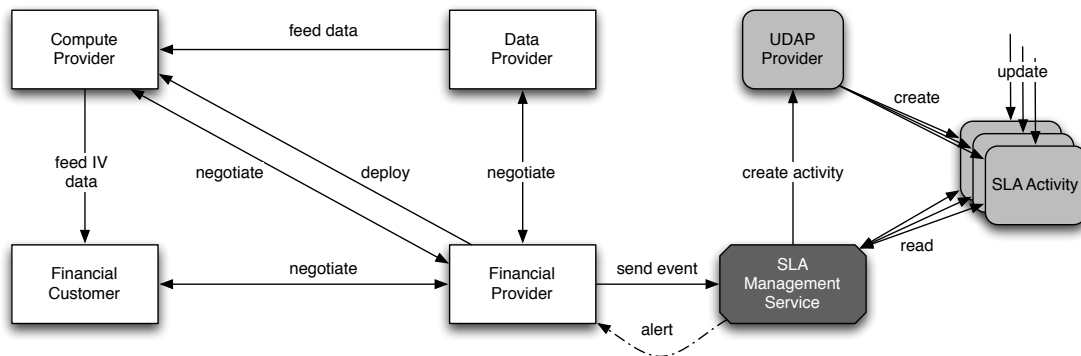 Compute
Provider
feed data
Data
Provider
UDAP
Provider
update
create
feed IV
data
negotiate
deploy
negotiate
create activity
SLA Activity
read
Financial
Customer
negotiate
Financial
Provider
send event
SLA
Management
Service
alert